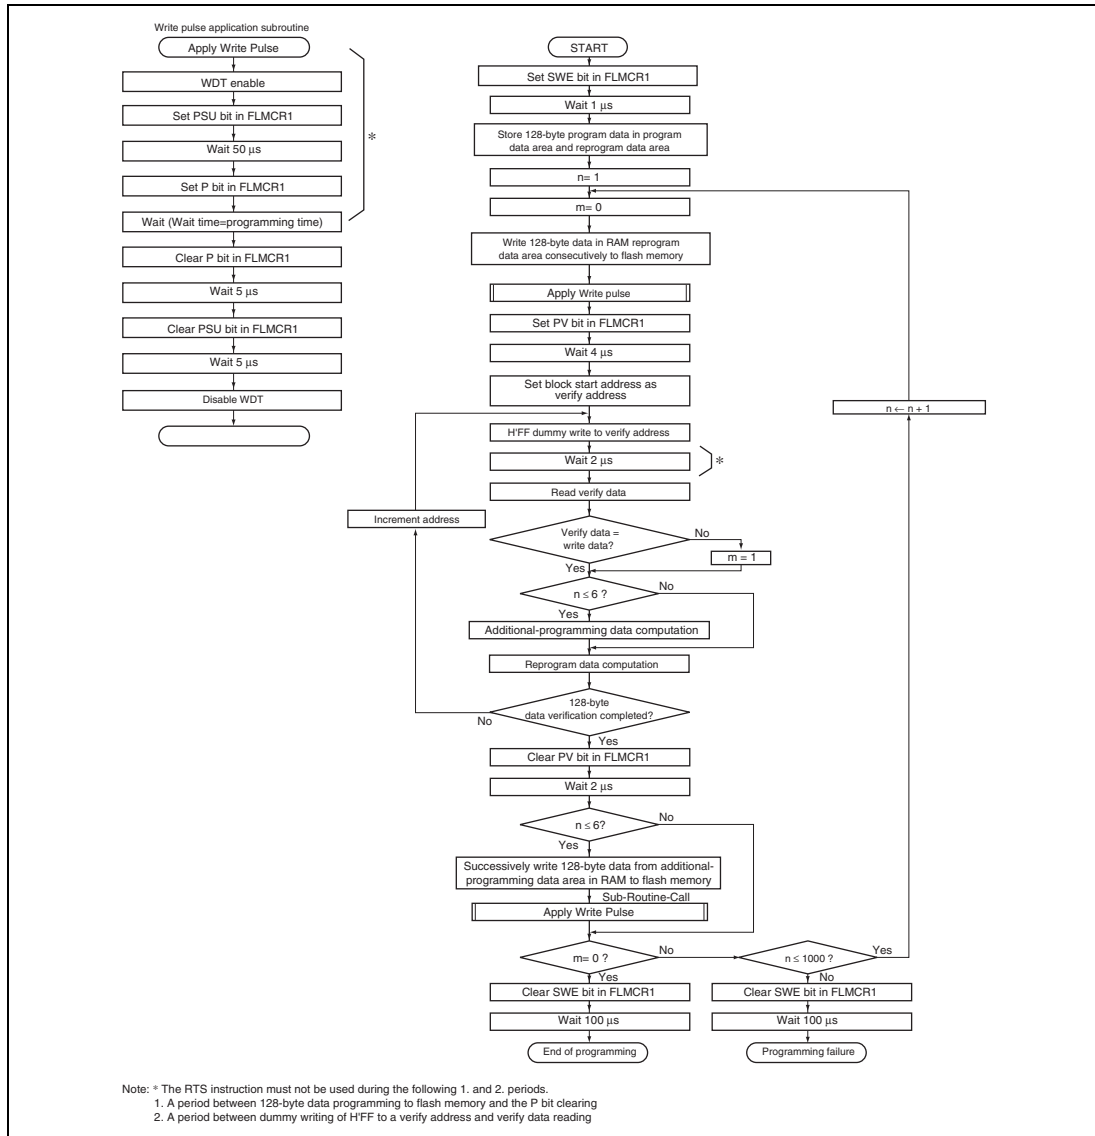 Write pulse application subroutine
Apply Write Pulse
WDT enable
Set PSU bit in FLMCR1
Wait 50 μs
Set P bit in FLMCR1
Wait (Wait time=programming time)
Clear P bit in FLMCR1
Wait 5 μs
Clear PSU bit in FLMCR1
Wait 5 μs
Disable WDT
*
START
Set SWE bit in FLMCR1
Wait 1 μs
Store 128-byte program data in program
data area and reprogram data area
n= 1
m= 0
Write 128-byte data in RAM reprogram
data area consecutively to flash memory
Apply Write pulse
Set PV bit in FLMCR1
Wait 4 μs
Set block start address as
verify address
n ← n + 1
H'FF dummy write to verify address
Wait 2 μs
*
Read verify data
Increment address
Verify data =
write data?
No
m = 1
Yes
n ≤ 6 ?
No
Yes
Additional-programming data computation
Reprogram data computation
128-byte
data verification completed?
No
Yes
Clear PV bit in FLMCR1
Wait 2 μs
n ≤ 6?
No
Yes
Successively write 128-byte data from additional-
programming data area in RAM to flash memory
Sub-Routine-Call
Apply Write Pulse
m= 0 ?
No
n ≤ 1000 ?
Yes
Yes
No
Clear SWE bit in FLMCR1
Clear SWE bit in FLMCR1
Wait 100 μs
Wait 100 μs
End of programming
Programming failure
Note: * The RTS instruction must not be used during the following 1. and 2. periods.
1. A period between 128-byte data programming to flash memory and the P bit clearing
2. A period between dummy writing of H'FF to a verify address and verify data reading